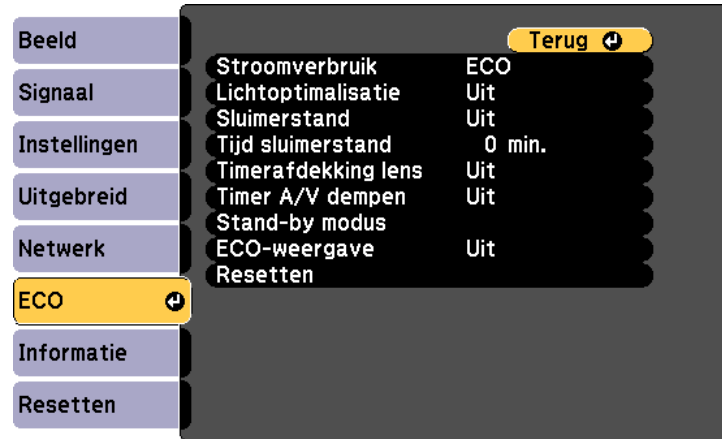 Beeld
Signaal
Instellingen
Uitgebreid
Netwerk
ECO
Informatie
Resetten
Terug
Stroomverbruik ECO
Lichtoptimalisatie Uit
Sluimerstand Uit
Tijd sluimerstand 0 min.
Timerafdekking lens Uit
Timer A/V dempen Uit
Stand-by modus
ECO-weergave Uit
Resetten